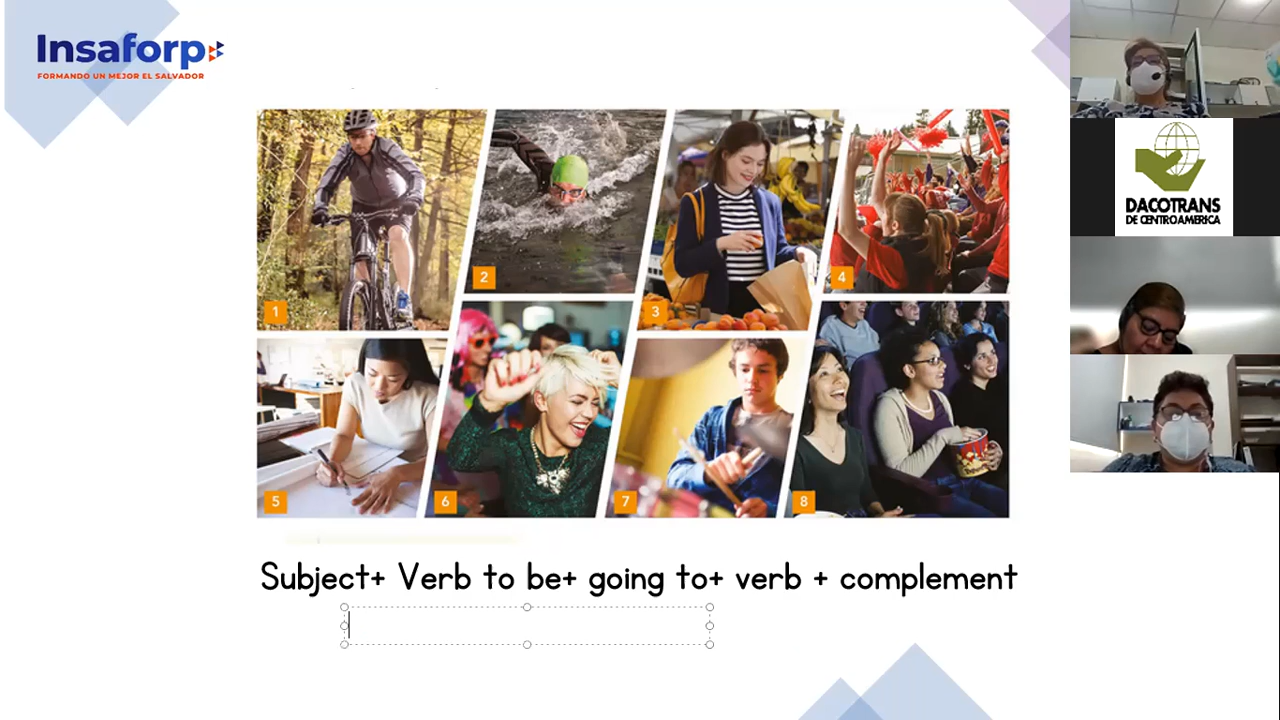 Insaforp
FORMANDO UN MEJOR EL SALVADOR
1
2
3
4
5
6
7
8
Subject+ Verb to be+ going to+ verb + complement
DACOTRANS
DE CENTROAMERICA